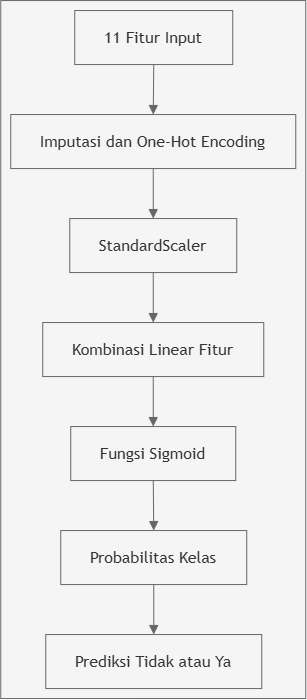 11 Fitur Input
Imputasi dan One-Hot Encoding
StandardScaler
Kombinasi Linear Fitur
Fungsi Sigmoid
Probabilitas Kelas
Prediksi Tidak atau Ya